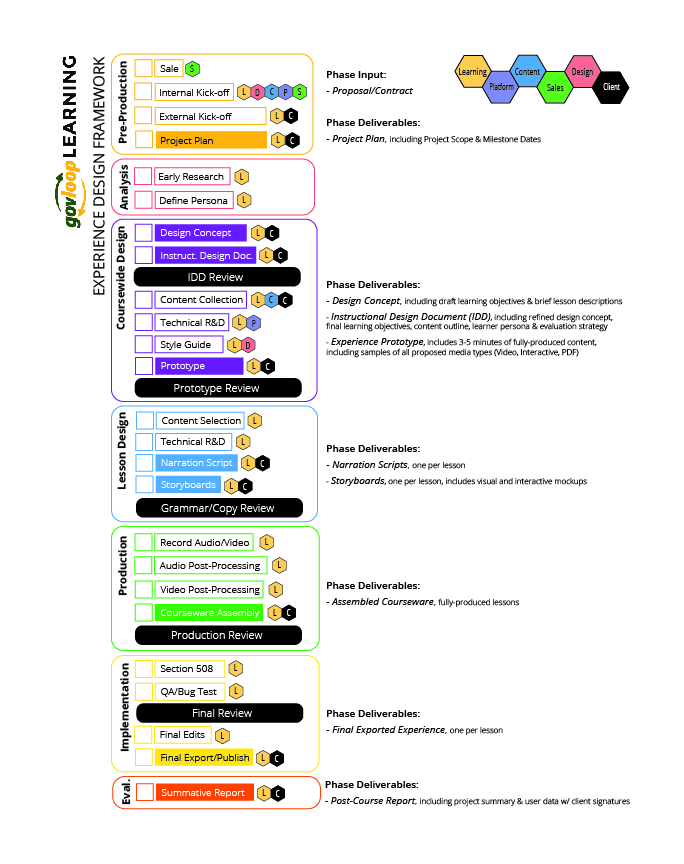 govloop LEARNING
EXPERIENCE DESIGN FRAMEWORK
Learning
Platform
Content
Sales
Design
Client
Pre-Production
Sale S
Internal Kick-off L D C P S
External Kick-off L C
Project Plan L C
Phase Input:
- Proposal/Contract
Phase Deliverables:
- Project Plan, including Project Scope & Milestone Dates
Analysis
Early Research L
Define Persona L
Coursewide Design
Design Concept L C
Instruct. Design Doc. L C
IDD Review
Content Collection L C C
Technical R&D L P
Style Guide L D
Prototype L C
Prototype Review
Phase Deliverables:
- Design Concept, including draft learning objectives & brief lesson descriptions
- Instructional Design Document (IDD), including refined design concept,
final learning objectives, content outline, learner persona & evaluation strategy
- Experience Prototype, includes 3-5 minutes of fully-produced content,
including samples of all proposed media types (Video, Interactive, PDF)
Lesson Design
Content Selection L
Technical R&D L
Narration Script L C
Storyboards L C
Grammar/Copy Review
Phase Deliverables:
- Narration Scripts, one per lesson
- Storyboards, one per lesson, includes visual and interactive mockups
Production
Record Audio/Video L
Audio Post-Processing L
Video Post-Processing L
Courseware Assembly L C
Production Review
Phase Deliverables:
- Assembled Courseware, fully-produced lessons
Implementation
Section 508 L
QA/Bug Test L
Final Review
Final Edits L
Final Export/Publish L C
Phase Deliverables:
- Final Exported Experience, one per lesson
Eval.
Summative Report L C
Phase Deliverables:
- Post-Course Report, including project summary & user data w/ client signatures